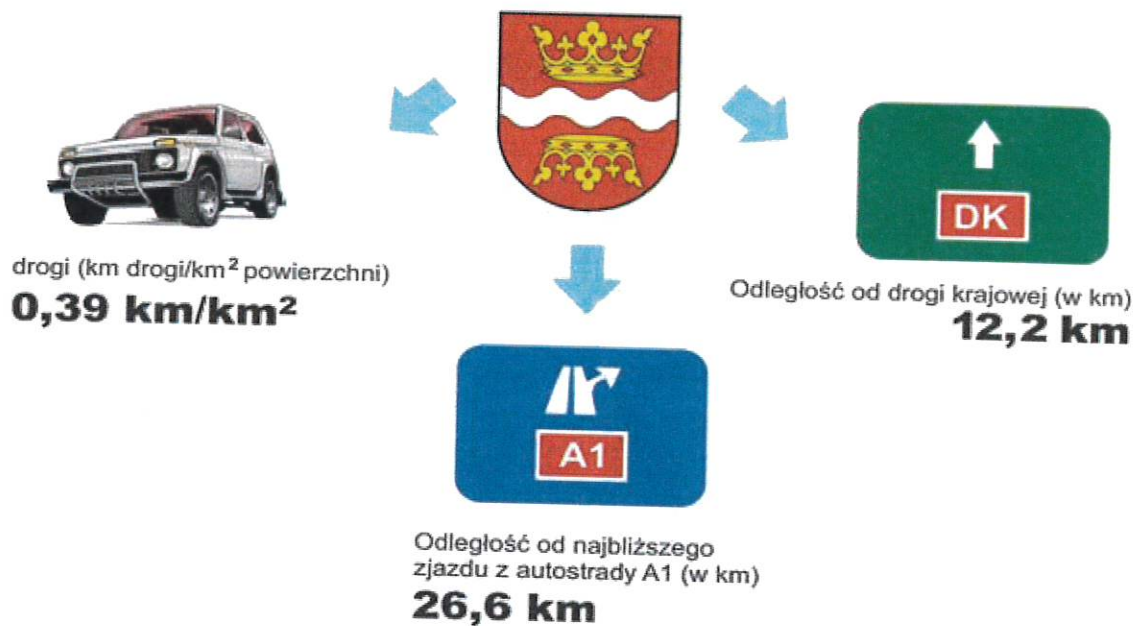 drogi (km drogi/km² powierzchni)
0,39 km/km²
DK
Odległość od drogi krajowej (w km)
12,2 km
A1
Odległość od najbliższego
zjazdu z autostrady A1 (w km)
26,6 km